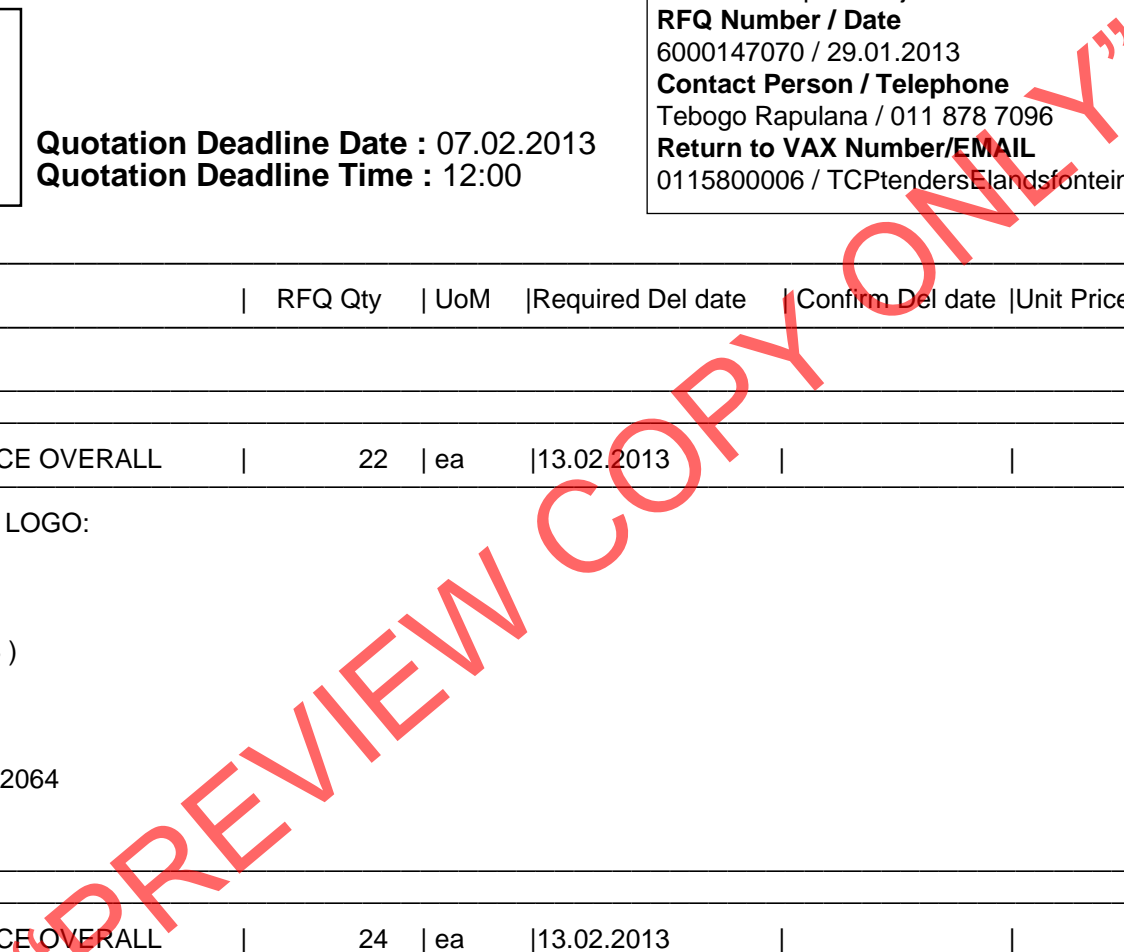 RFQ Number / Date
6000147070 / 29.01.2013
Contact Person / Telephone
Tebogo Rapulana / 011 878 7096
Return to VAX Number/EMAIL
0115800006 / TCPtendersElandsfontein
Quotation Deadline Date : 07.02.2013
Quotation Deadline Time : 12:00
| RFQ Qty | UoM |Required Del date | Confirm Del date |Unit Price
CE OVERALL | 22 | ea |13.02.2013 | |
LOGO:
)
2064
CE OVERALL | 24 | ea |13.02.2013 | |
“PREVIEW COPY ONLY”